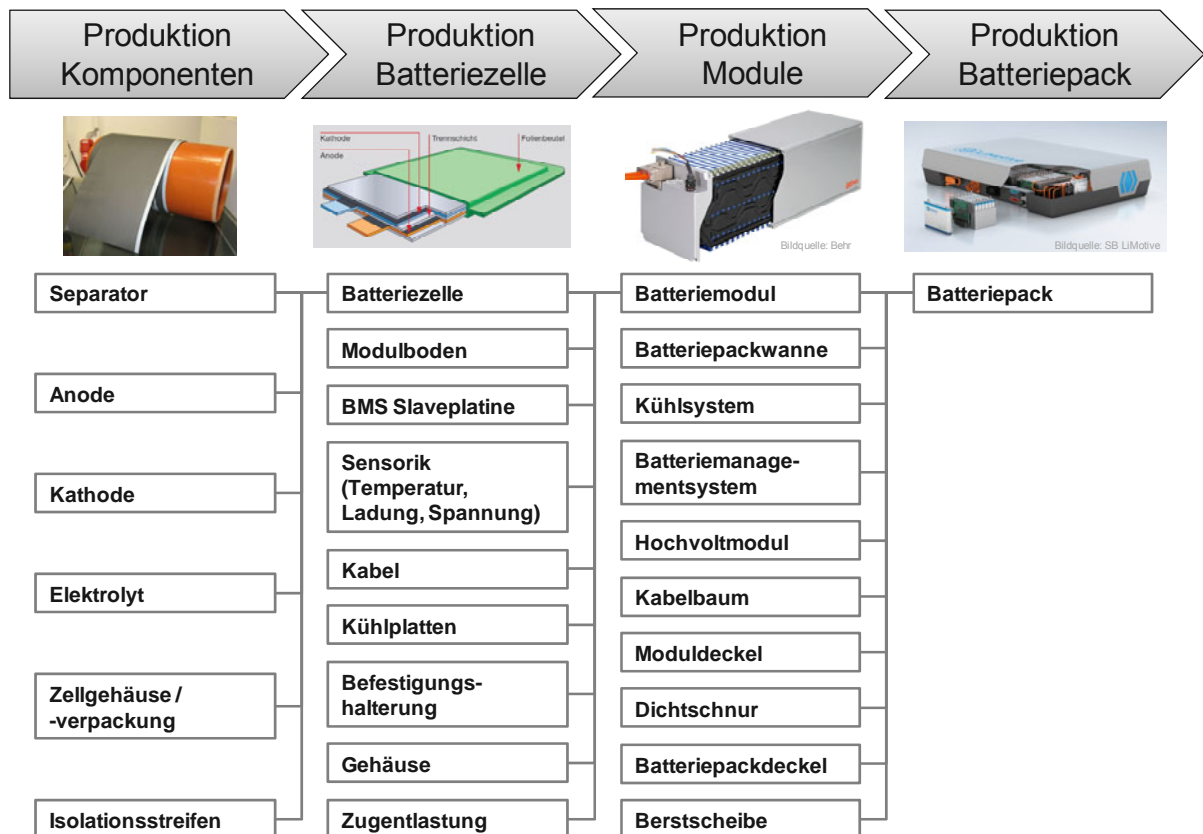 Produktion
Komponenten
Produktion
Batteriezelle
Produktion
Module
Produktion
Batteriepack
Kathode
Trennschicht
Folienbeutel
Anode
Bildquelle: Behr
SB LiMotive
Bildquelle: SB LiMotive
Separator
Anode
Kathode
Elektrolyt
Zellgehäuse /
-verpackung
Isolationsstreifen
Batteriezelle
Modulboden
BMS Slaveplatine
Sensorik
(Temperatur,
Ladung, Spannung)
Kabel
Kühlplatten
Befestigungs-
halterung
Gehäuse
Zugentlastung
Batteriemodul
Batteriepackwanne
Kühlsystem
Batteriemanage-
mentsystem
Hochvoltmodul
Kabelbaum
Moduldeckel
Dichtschnur
Batteriepackdeckel
Berstscheibe
Batteriepack